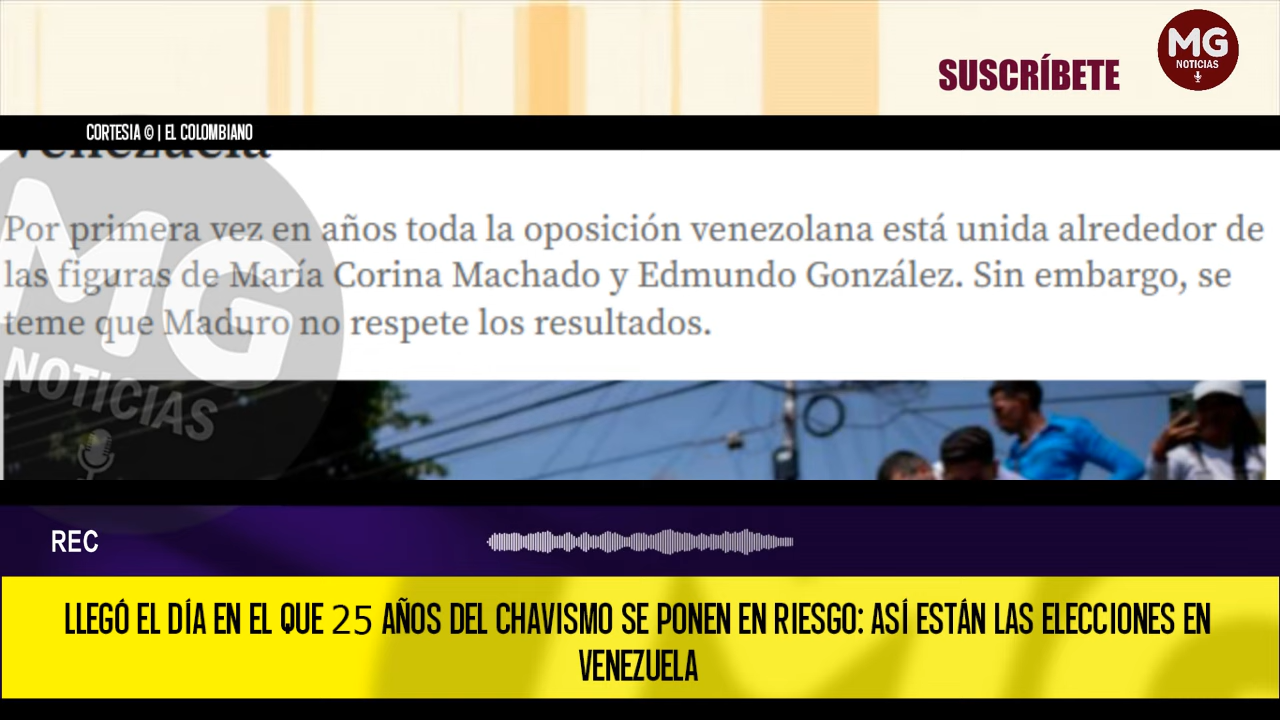 SUSCRÍBETE
MG
NOTICIAS
CORTESIA © | EL COLOMBIANO
Venezuela
Por primera vez en años toda la oposición venezolana está unida alrededor de
las figuras de María Corina Machado y Edmundo González. Sin embargo, se
teme que Maduro no respete los resultados.
MG
NOTICIAS
REC
LLEGÓ EL DÍA EN EL QUE 25 AÑOS DEL CHAVISMO SE PONEN EN RIESGO: ASÍ ESTÁN LAS ELECCIONES EN
VENEZUELA